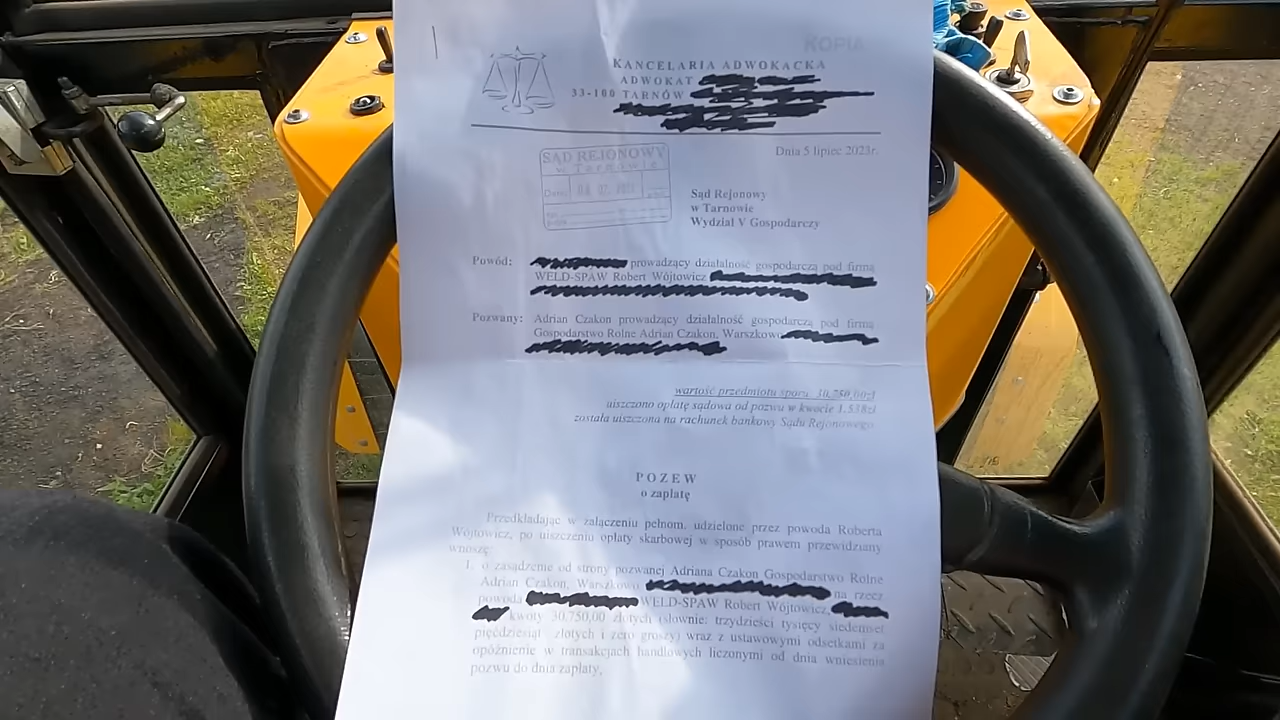 KOPIA
KANCELARIA ADWOKACKA
ADWOKAT
33-100 TARNÓW
SĄD REJONOWY
w Tarnowie
Dnia 5 lipiec 2023r.
Sąd Rejonowy
w Tarnowie
Wydział V Gospodarczy
Powód: prowadzący działalność gospodarczą pod firmą
WELD-SPAW Robert Wójtowicz
Pozwany: Adrian Czakon prowadzący działalność gospodarczą pod firmą
Gospodarstwo Rolne Adrian Czakon, Warszkowo
wartość przedmiotu sporu 30.750,00zł
uiszczono opłatę sądową od pozwu w kwocie 1.538zł
została uiszczona na rachunek bankowy Sądu Rejonowego
POZEW
o zapłatę
Przedkładając w załączeniu pełnom. udzielone przez powoda Roberta
Wójtowicz, po uiszczeniu opłaty skarbowej w sposób prawem przewidziany
wnoszę:
1. o zasądzenie od strony pozwanej Adriana Czakon Gospodarstwo Rolne
Adrian Czakon, Warszkowo na rzecz
powoda WELD-SPAW Robert Wójtowicz,
kwoty 30.750,00 złotych (słownie: trzydzieści tysięcy siedemset
pięćdziesiąt złotych i zero groszy) wraz z ustawowymi odsetkami za
opóźnienie w transakcjach handlowych liczonymi od dnia wniesienia
pozwu do dnia zapłaty,